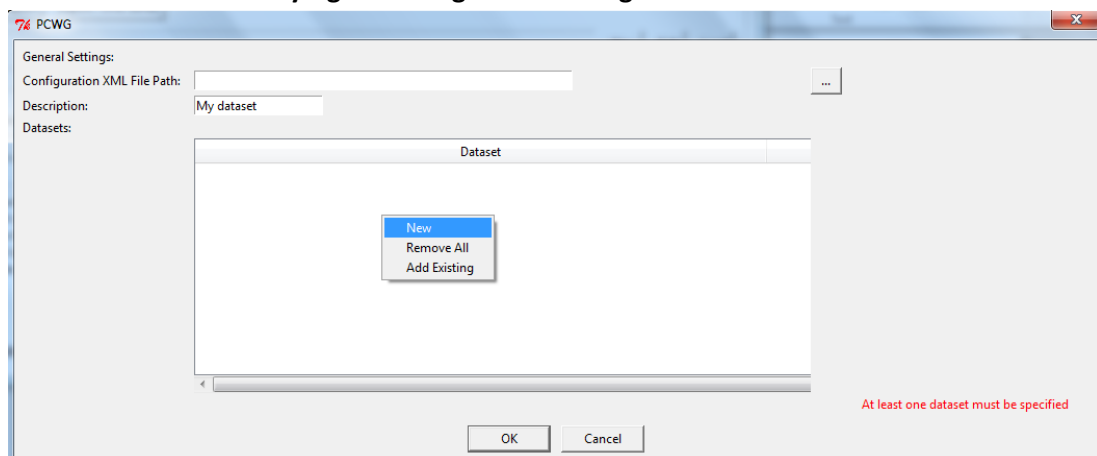 PCWG
General Settings:
Configuration XML File Path:
...
Description:
My dataset
Datasets:
Dataset
New
Remove All
Add Existing
At least one dataset must be specified
OK
Cancel